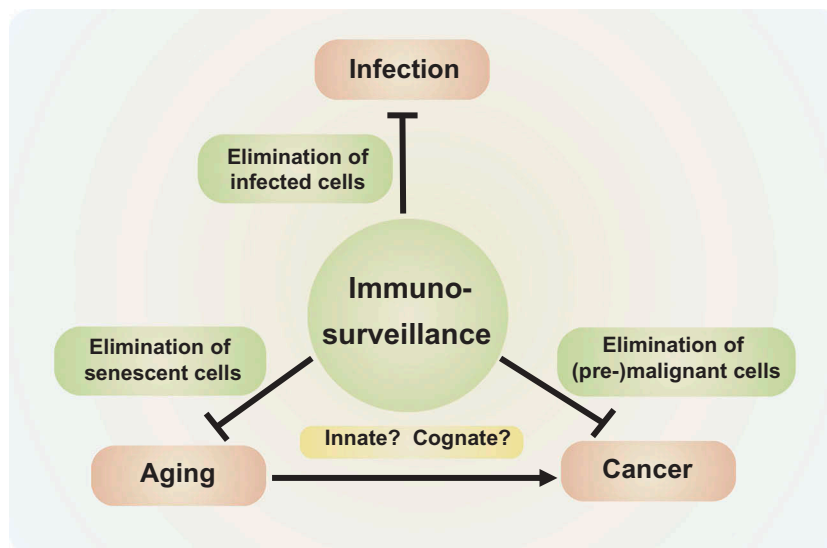 Infection
Elimination of
infected cells
Immuno-
surveillance
Elimination of
senescent cells
Elimination of
(pre-)malignant cells
Innate? Cognate?
Aging
Cancer